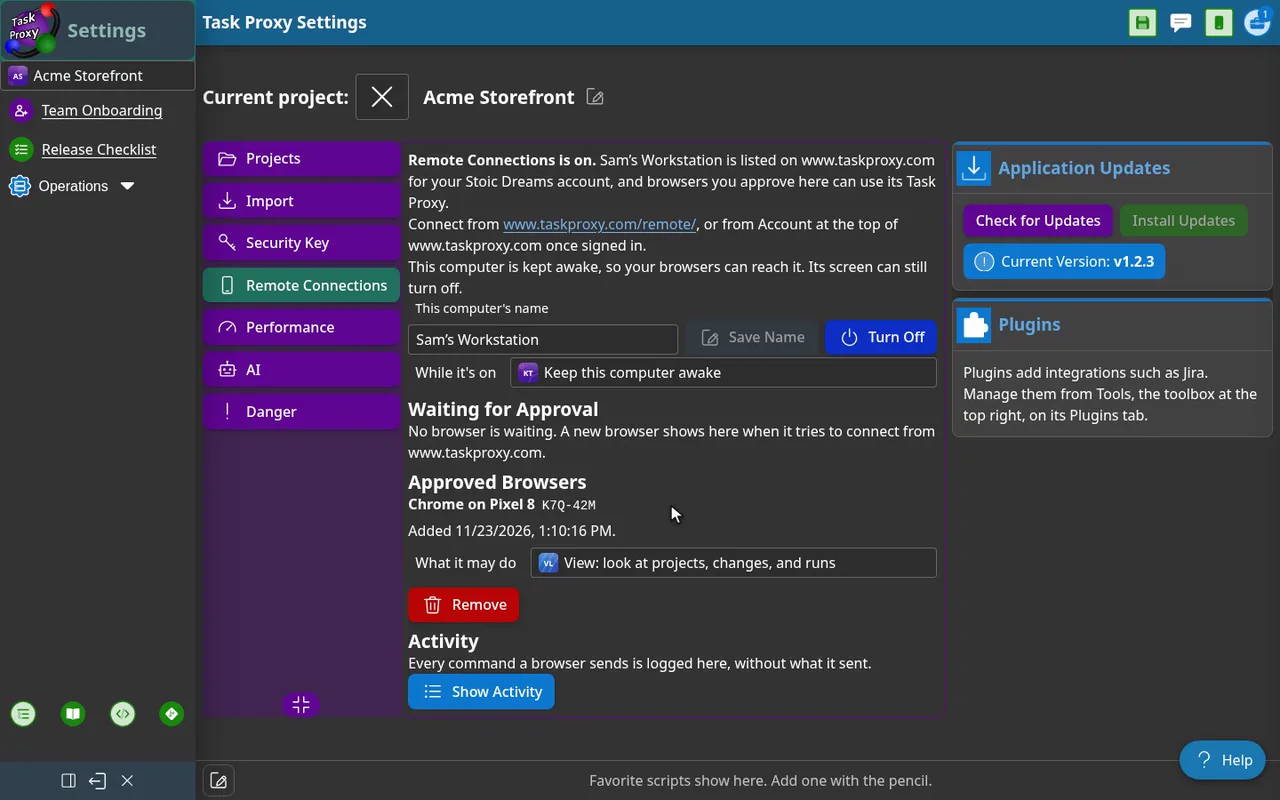 Task Proxy
Settings
Task Proxy Settings
1
AS Acme Storefront
Team Onboarding
Release Checklist
Operations
Current project:
Acme Storefront
Projects
Import
Security Key
Remote Connections
Performance
AI
Danger
Remote Connections is on. Sam’s Workstation is listed on www.taskproxy.com
for your Stoic Dreams account, and browsers you approve here can use its Task
Proxy.
Connect from www.taskproxy.com/remote/, or from Account at the top of
www.taskproxy.com once signed in.
This computer is kept awake, so your browsers can reach it. Its screen can still
turn off.
This computer's name
Sam’s Workstation
Save Name
Turn Off
While it's on
KT Keep this computer awake
Waiting for Approval
No browser is waiting. A new browser shows here when it tries to connect from
www.taskproxy.com.
Approved Browsers
Chrome on Pixel 8 K7Q-42M
Added 11/23/2026, 1:10:16 PM.
What it may do
VL View: look at projects, changes, and runs
Remove
Activity
Every command a browser sends is logged here, without what it sent.
Show Activity
Application Updates
Check for Updates
Install Updates
Current Version: v1.2.3
Plugins
Plugins add integrations such as Jira.
Manage them from Tools, the toolbox at the
top right, on its Plugins tab.
Favorite scripts show here. Add one with the pencil.
Help